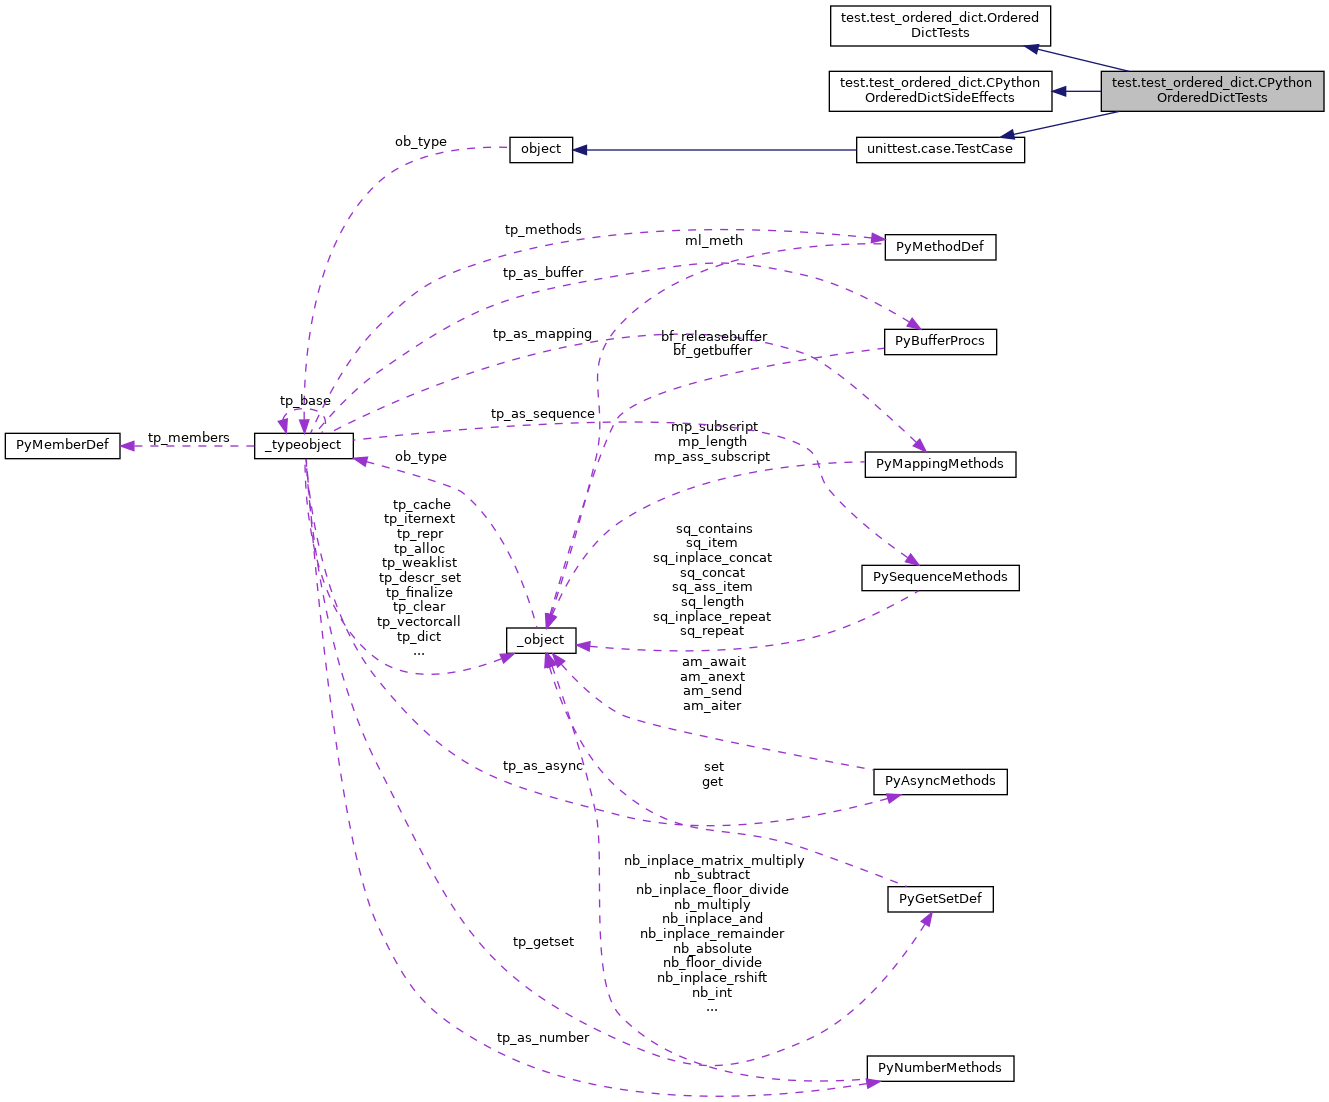 test.test_ordered_dict.Ordered
DictTests
test.test_ordered_dict.CPython
OrderedDictSideEffects
test.test_ordered_dict.CPython
OrderedDictTests
ob_type
object
unittest.case.TestCase
tp_methods
ml_meth
PyMethodDef
tp_as_buffer
tp_as_mapping
bf_releasebuffer
bf_getbuffer
PyBufferProcs
tp_base
PyMemberDef
tp_members
_typeobject
tp_as_sequence
mp_subscript
mp_length
mp_ass_subscript
PyMappingMethods
ob_type
tp_cache
tp_iternext
tp_repr
tp_alloc
tp_weaklist
tp_descr_set
tp_finalize
tp_clear
tp_vectorcall
tp_dict
...
sq_contains
sq_item
sq_inplace_concat
sq_concat
sq_ass_item
sq_length
sq_inplace_repeat
sq_repeat
PySequenceMethods
_object
am_await
am_anext
am_send
am_aiter
tp_as_async
set
get
PyAsyncMethods
nb_inplace_matrix_multiply
nb_subtract
nb_inplace_floor_divide
nb_multiply
nb_inplace_and
nb_inplace_remainder
nb_absolute
nb_floor_divide
nb_inplace_rshift
nb_int
...
PyGetSetDef
tp_getset
tp_as_number
PyNumberMethods